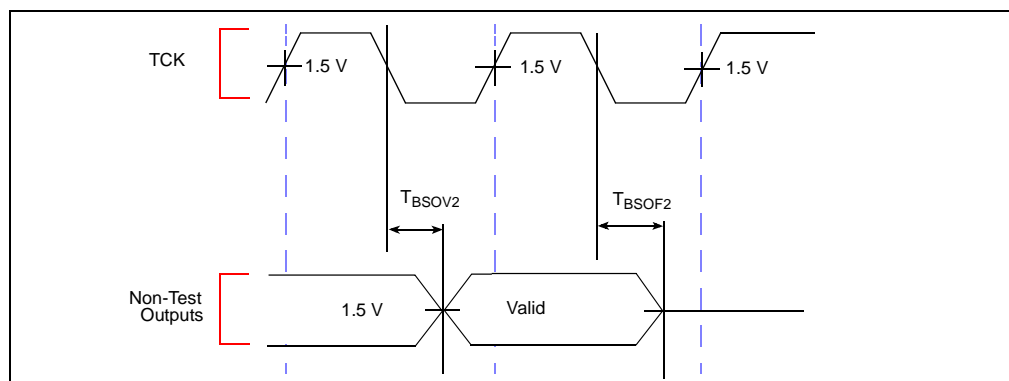 TCK
1.5 V
1.5 V
1.5 V
TBSOV2
TBSOF2
Non-Test
Outputs
1.5 V
Valid